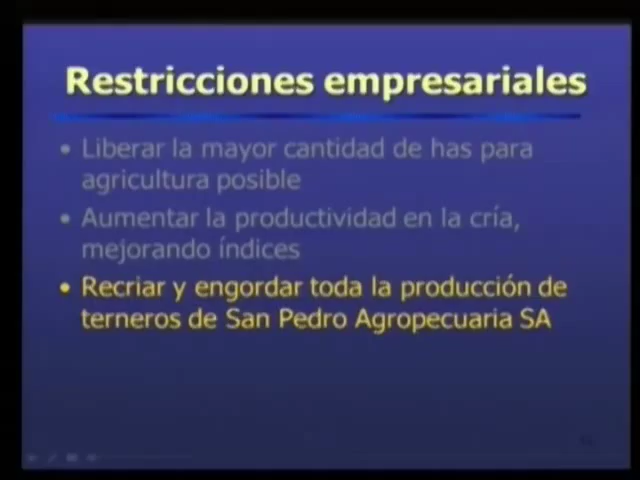 Restricciones empresariales
• Liberar la mayor cantidad de has para
agricultura posible
• Aumentar la productividad en la cría,
mejorando índices
• Recriar y engordar toda la producción de
terneros de San Pedro Agropecuaria SA